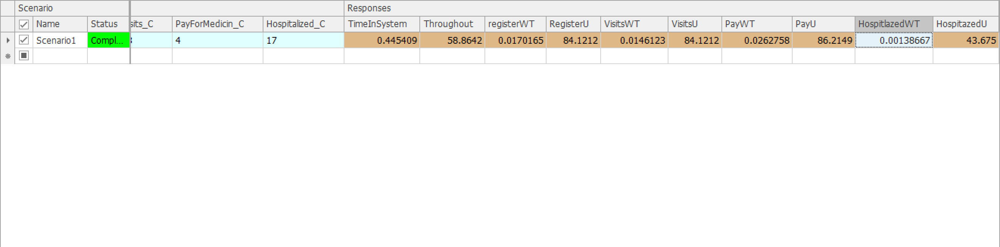 Scenario Responses
Name Status sits_C PayForMedicin_C Hospitalized_C TimeInSystem Throughout registerWT RegisterU VisitsWT VisitsU PayWT PayU HospitlazedWT HospitazedU
Scenario1 Compl... 4 17 0.445409 58.8642 0.0170165 84.1212 0.0146123 84.1212 0.0262758 86.2149 0.00138667 43.675